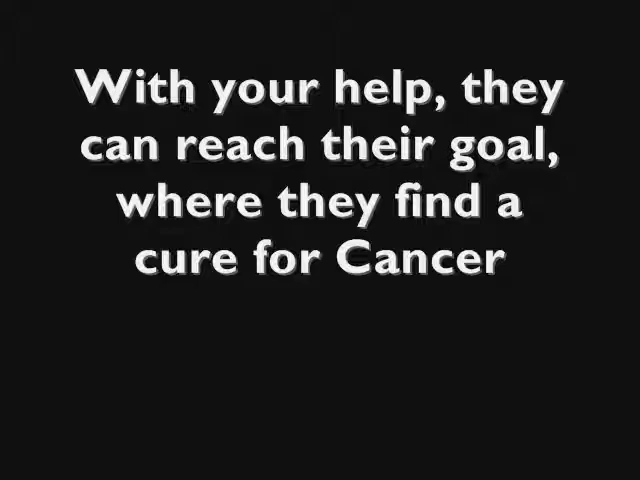 With your help, they
can reach their goal,
where they find a
cure for Cancer